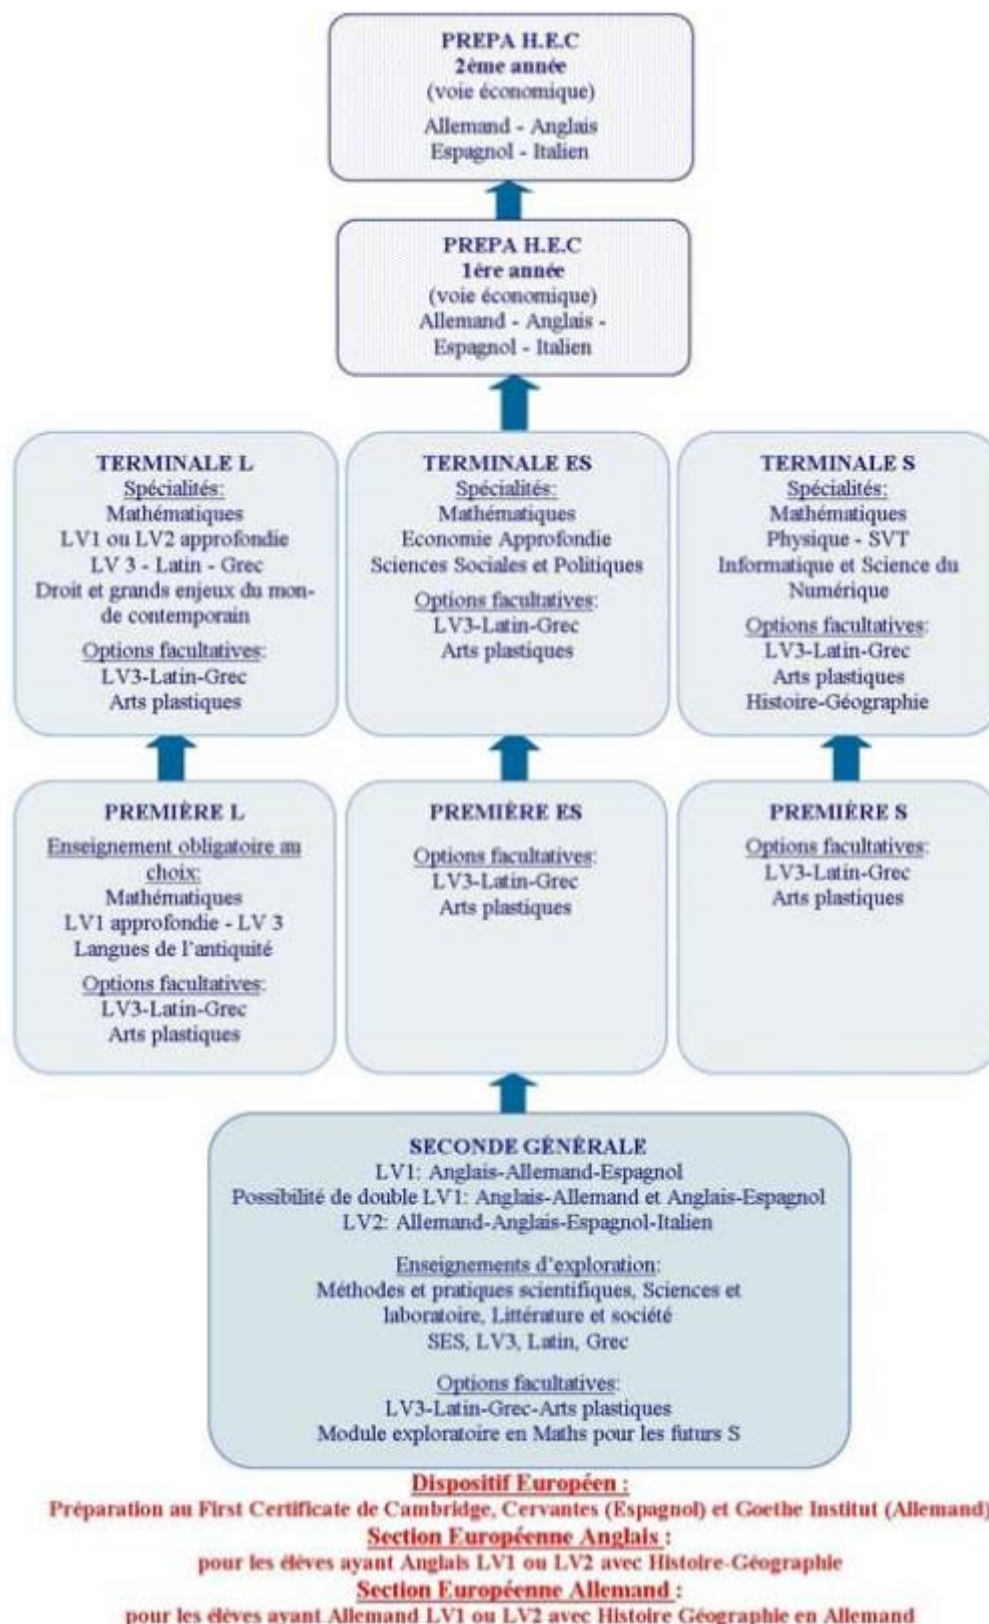 PREPA H.E.C
2ème année
(voie économique)
Allemand - Anglais
Espagnol - Italien
PREPA H.E.C
1ère année
(voie économique)
Allemand - Anglais -
Espagnol - Italien
TERMINALE L
Spécialités:
Mathématiques
LV1 ou LV2 approfondie
LV 3 - Latin - Grec
Droit et grands enjeux du mon-
de contemporain
Options facultatives:
LV3-Latin-Grec
Arts plastiques
TERMINALE ES
Spécialités:
Mathématiques
Economie Approfondie
Sciences Sociales et Politiques
Options facultatives:
LV3-Latin-Grec
Arts plastiques
TERMINALE S
Spécialités:
Mathématiques
Physique - SVT
Informatique et Science du
Numérique
Options facultatives:
LV3-Latin-Grec
Arts plastiques
Histoire-Géographie
PREMIÈRE L
Enseignement obligatoire au
choix:
Mathématiques
LV1 approfondie - LV 3
Langues de l'antiquité
Options facultatives:
LV3-Latin-Grec
Arts plastiques
PREMIÈRE ES
Options facultatives:
LV3-Latin-Grec
Arts plastiques
PREMIÈRE S
Options facultatives:
LV3-Latin-Grec
Arts plastiques
SECONDE GÉNÉRALE
LV1: Anglais-Allemand-Espagnol
Possibilité de double LV1: Anglais-Allemand et Anglais-Espagnol
LV2: Allemand-Anglais-Espagnol-Italien
Enseignements d'exploration:
Méthodes et pratiques scientifiques, Sciences et
laboratoire, Littérature et société
SES, LV3, Latin, Grec
Options facultatives:
LV3-Latin-Grec-Arts plastiques
Module exploratoire en Maths pour les futurs S
Dispositif Européen :
Préparation au First Certificate de Cambridge, Cervantes (Espagnol) et Goethe Institut (Allemand)
Section Européenne Anglais :
pour les élèves ayant Anglais LV1 ou LV2 avec Histoire-Géographie
Section Européenne Allemand :
pour les élèves ayant Allemand LV1 ou LV2 avec Histoire Géographie en Allemand